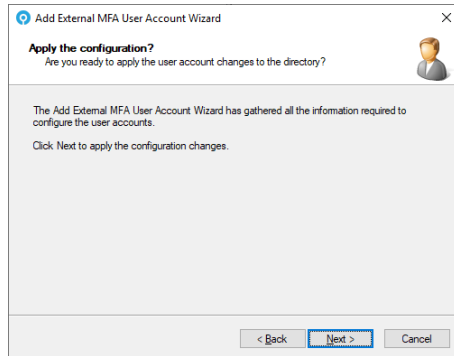 Add External MFA User Account Wizard
Apply the configuration?
Are you ready to apply the user account changes to the directory?
The Add External MFA User Account Wizard has gathered all the information required to
configure the user accounts.
Click Next to apply the configuration changes.
< Back Next > Cancel